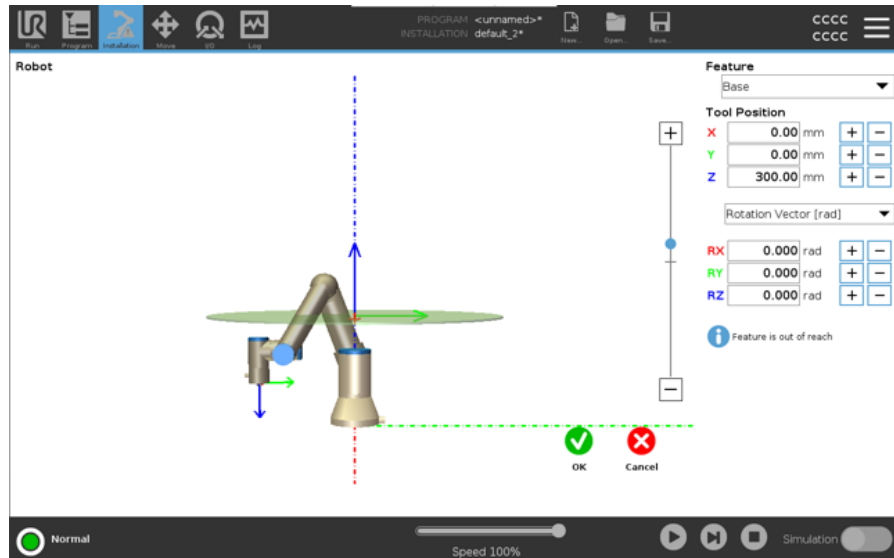 PROGRAM <unnamed>*
INSTALLATION default_2*
CCCC
CCCC
Run
Program
Installation
Move
I/O
Log
New...
Open...
Save...
Robot
Feature
Base
Tool Position
X 0.00 mm + −
Y 0.00 mm + −
Z 300.00 mm + −
Rotation Vector [rad]
RX 0.000 rad + −
RY 0.000 rad + −
RZ 0.000 rad + −
Feature is out of reach
OK
Cancel
Normal
Speed 100%
Simulation